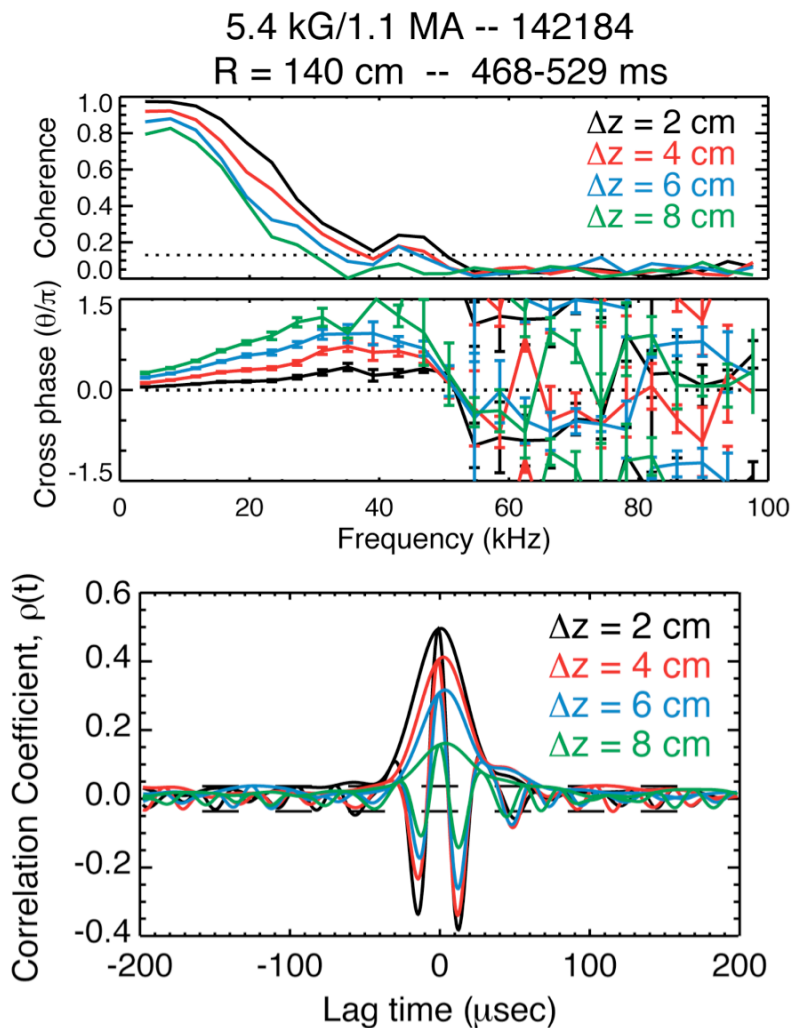 5.4 kG/1.1 MA -- 142184
R = 140 cm -- 468-529 ms
Coherence
1.0
0.8
0.6
0.4
0.2
0.0
Δz = 2 cm
Δz = 4 cm
Δz = 6 cm
Δz = 8 cm
Cross phase (θ/π)
1.5
0.0
-1.5
0
20
40
60
80
100
Frequency (kHz)
Correlation Coefficient, ρ(t)
0.6
0.4
0.2
0.0
-0.2
-0.4
Δz = 2 cm
Δz = 4 cm
Δz = 6 cm
Δz = 8 cm
-200
-100
0
100
200
Lag time (μsec)